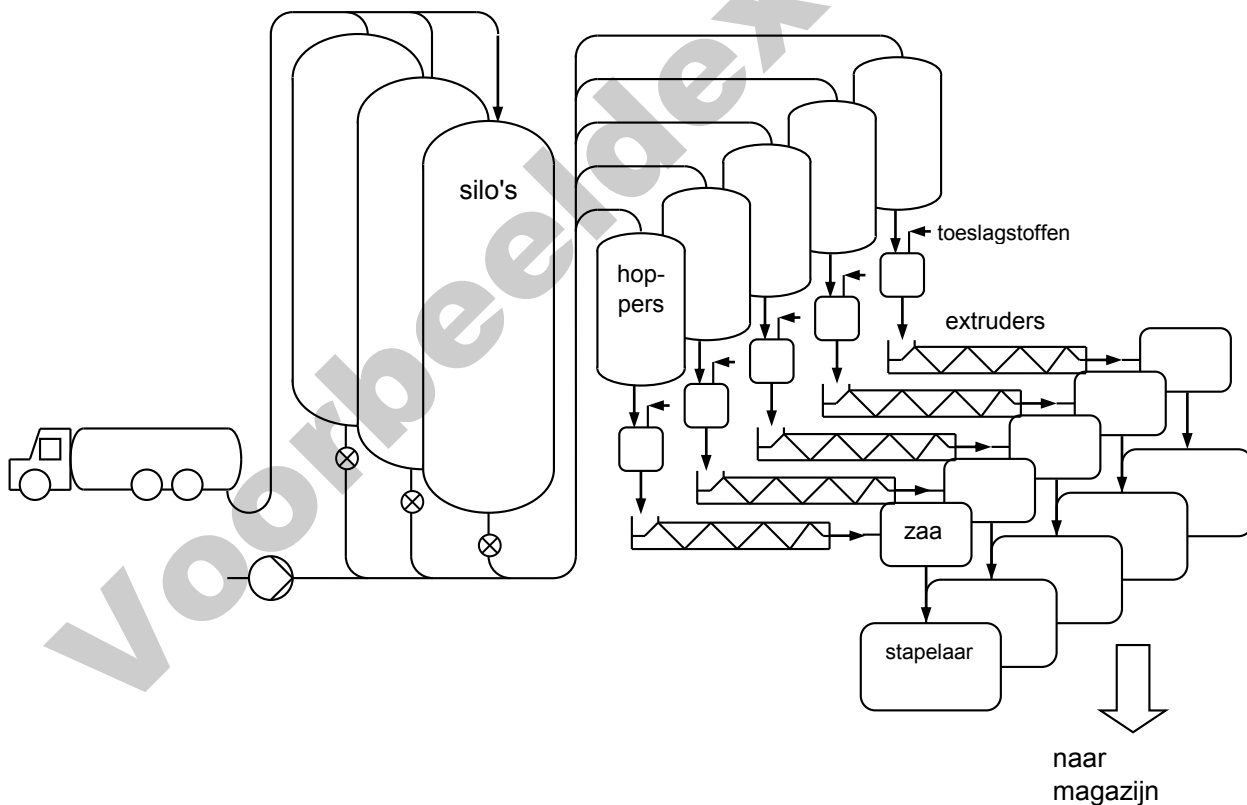 Voorbeeldex
silo's
toeslagstoffen
hop-
pers
extruders
zaa
stapelaar
naar
magazijn